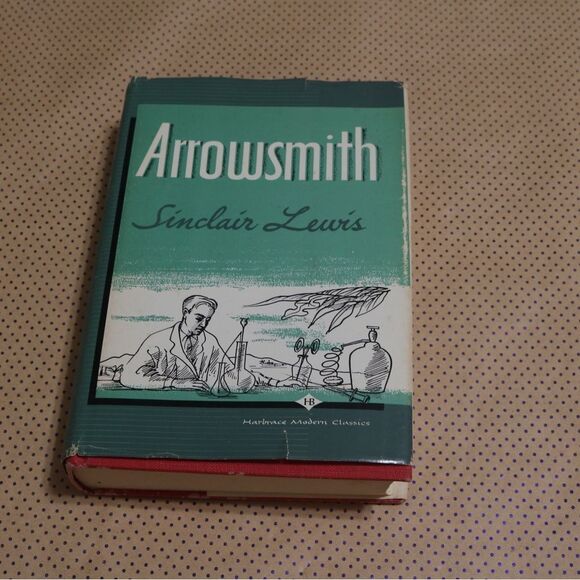 Arrowsmith
Sinclair Lewis
HB
Harbrace Modern Classics